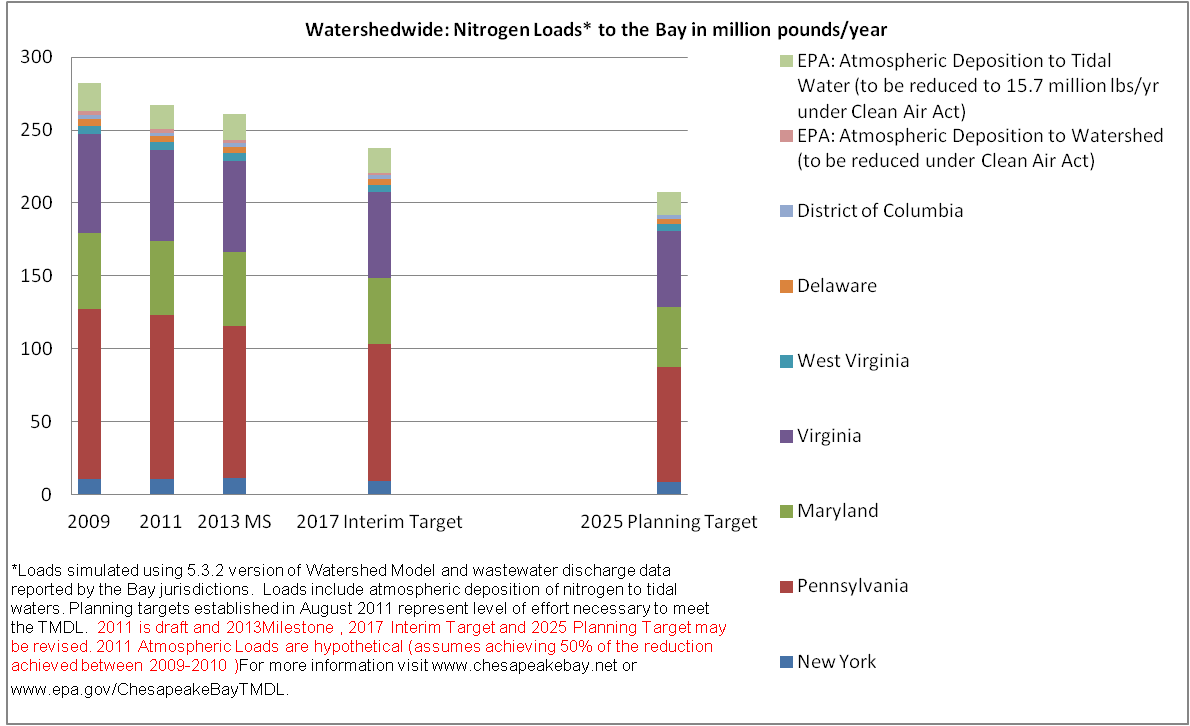 Watershedwide: Nitrogen Loads* to the Bay in million pounds/year
300
250
200
150
100
50
0
2009
2011
2013 MS
2017 Interim Target
2025 Planning Target
EPA: Atmospheric Deposition to Tidal
Water (to be reduced to 15.7 million lbs/yr
under Clean Air Act)
EPA: Atmospheric Deposition to Watershed
(to be reduced under Clean Air Act)
District of Columbia
Delaware
West Virginia
Virginia
Maryland
Pennsylvania
New York
*Loads simulated using 5.3.2 version of Watershed Model and wastewater discharge data
reported by the Bay jurisdictions.  Loads include atmospheric deposition of nitrogen to tidal
waters. Planning targets established in August 2011 represent level of effort necessary to meet
the TMDL.  2011 is draft and 2013Milestone , 2017 Interim Target and 2025 Planning Target may
be revised. 2011 Atmospheric Loads are hypothetical (assumes achieving 50% of the reduction
achieved between 2009-2010 )For more information visit www.chesapeakebay.net or
www.epa.gov/ChesapeakeBayTMDL.